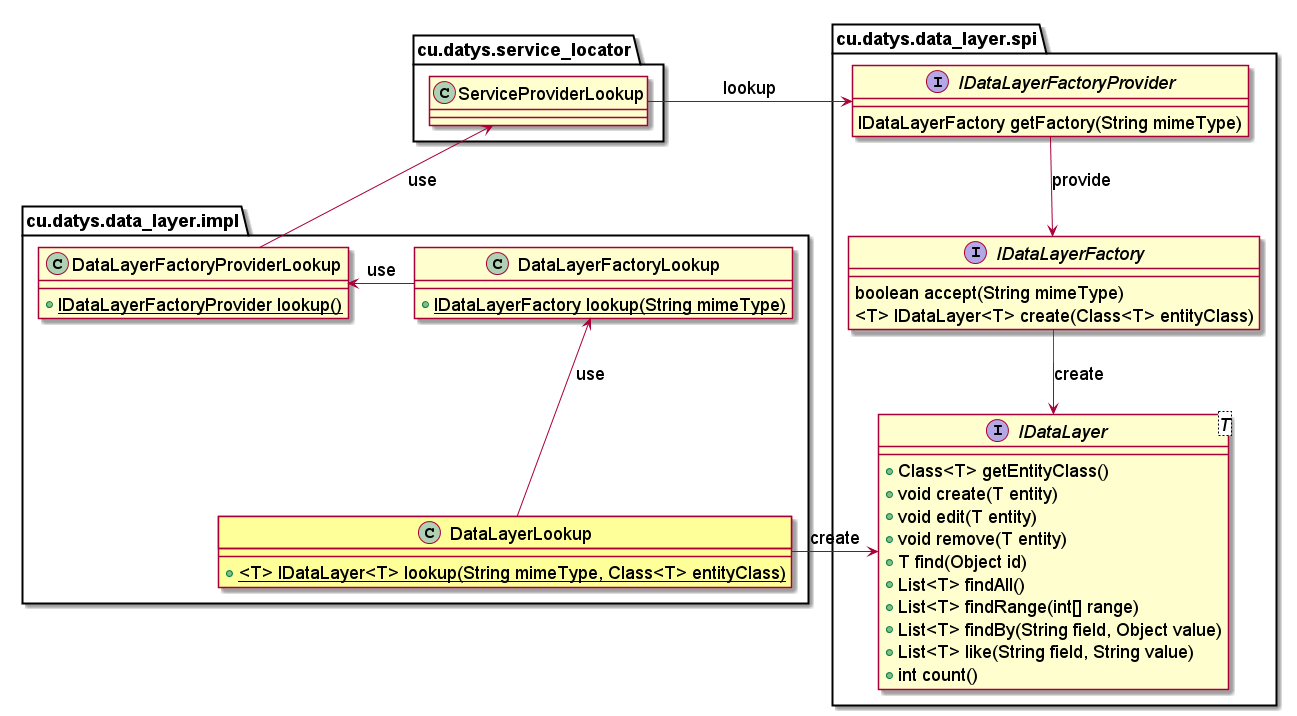 cu.datys.service_locator
C ServiceProviderLookup
lookup
use
cu.datys.data_layer.spi
I IDataLayerFactoryProvider
IDataLayerFactory getFactory(String mimeType)
provide
I IDataLayerFactory
boolean accept(String mimeType)
<T> IDataLayer<T> create(Class<T> entityClass)
create
I IDataLayer T
Class<T> getEntityClass()
void create(T entity)
void edit(T entity)
void remove(T entity)
T find(Object id)
List<T> findAll()
List<T> findRange(int[] range)
List<T> findBy(String field, Object value)
List<T> like(String field, String value)
int count()
cu.datys.data_layer.impl
C DataLayerFactoryProviderLookup
IDataLayerFactoryProvider lookup()
use
C DataLayerFactoryLookup
IDataLayerFactory lookup(String mimeType)
use
C DataLayerLookup
<T> IDataLayer<T> lookup(String mimeType, Class<T> entityClass)
create